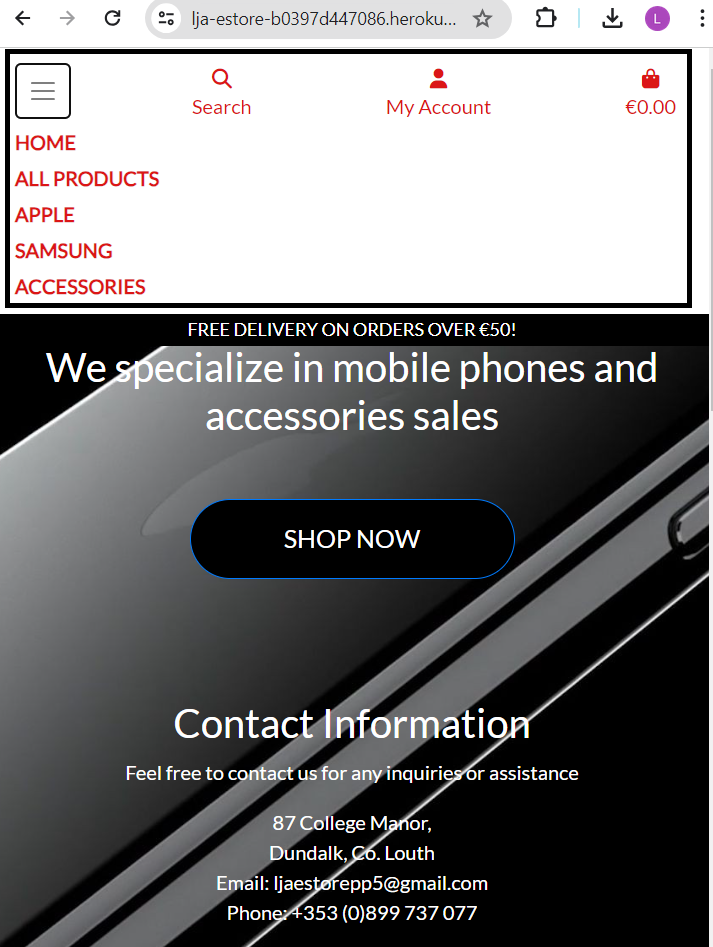 lja-estore-b0397d447086.heroku...
L
Search
My Account
€0.00
HOME
ALL PRODUCTS
APPLE
SAMSUNG
ACCESSORIES
FREE DELIVERY ON ORDERS OVER €50!
We specialize in mobile phones and
accessories sales
SHOP NOW
Contact Information
Feel free to contact us for any inquiries or assistance
87 College Manor,
Dundalk, Co. Louth
Email: ljaestorepp5@gmail.com
Phone: +353 (0)899 737 077